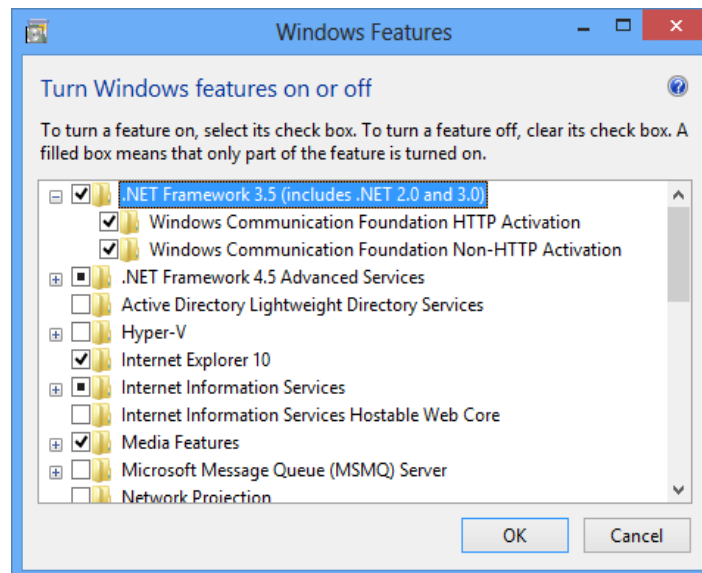 Windows Features
Turn Windows features on or off
To turn a feature on, select its check box. To turn a feature off, clear its check box. A
filled box means that only part of the feature is turned on.
.NET Framework 3.5 (includes .NET 2.0 and 3.0)
Windows Communication Foundation HTTP Activation
Windows Communication Foundation Non-HTTP Activation
.NET Framework 4.5 Advanced Services
Active Directory Lightweight Directory Services
Hyper-V
Internet Explorer 10
Internet Information Services
Internet Information Services Hostable Web Core
Media Features
Microsoft Message Queue (MSMQ) Server
Network Projection
OK Cancel